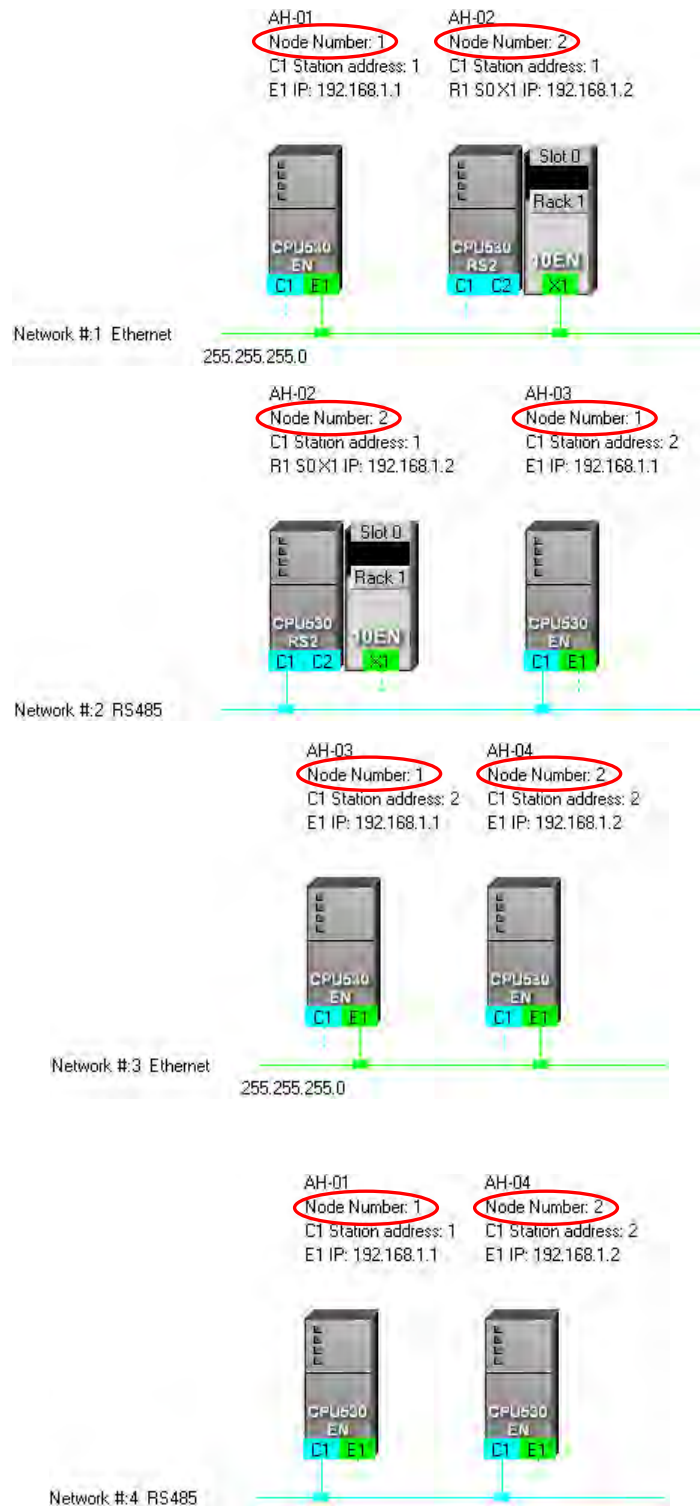 AH-01 AH-02
Node Number: 1 Node Number: 2
C1 Station address: 1 C1 Station address: 1
E1 IP: 192.168.1.1 R1 S0 X1 IP: 192.168.1.2
Slot 0
Rack 1
CPU530 CPU530 10EN
EN RS2
C1 E1 C1 C2 X1
Network #:1 Ethernet
255.255.255.0
AH-02 AH-03
Node Number: 2 Node Number: 1
C1 Station address: 1 C1 Station address: 2
R1 S0 X1 IP: 192.168.1.2 E1 IP: 192.168.1.1
Slot 0
Rack 1
CPU530 10EN CPU530
RS2 EN
C1 C2 X1 C1 E1
Network #:2 RS485
AH-03 AH-04
Node Number: 1 Node Number: 2
C1 Station address: 2 C1 Station address: 2
E1 IP: 192.168.1.1 E1 IP: 192.168.1.2
CPU530 CPU530
EN EN
C1 E1 C1 E1
Network #:3 Ethernet
255.255.255.0
AH-01 AH-04
Node Number: 1 Node Number: 2
C1 Station address: 1 C1 Station address: 2
E1 IP: 192.168.1.1 E1 IP: 192.168.1.2
CPU530 CPU530
EN EN
C1 E1 C1 E1
Network #:4 RS485